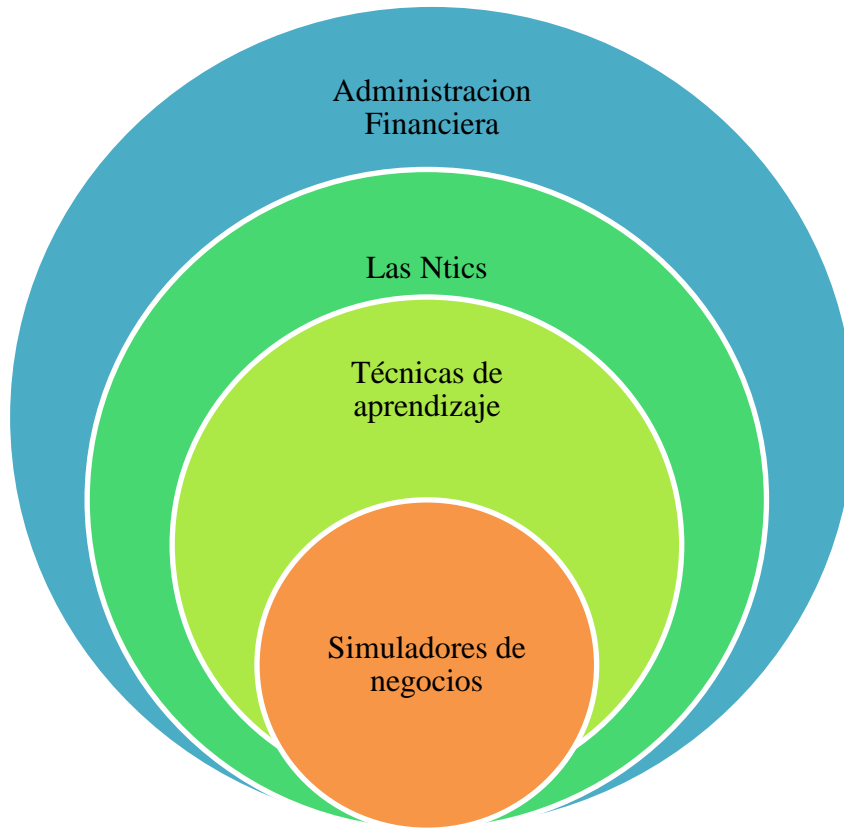 Administracion
Financiera
Las Ntics
Técnicas de
aprendizaje
Simuladores de
negocios